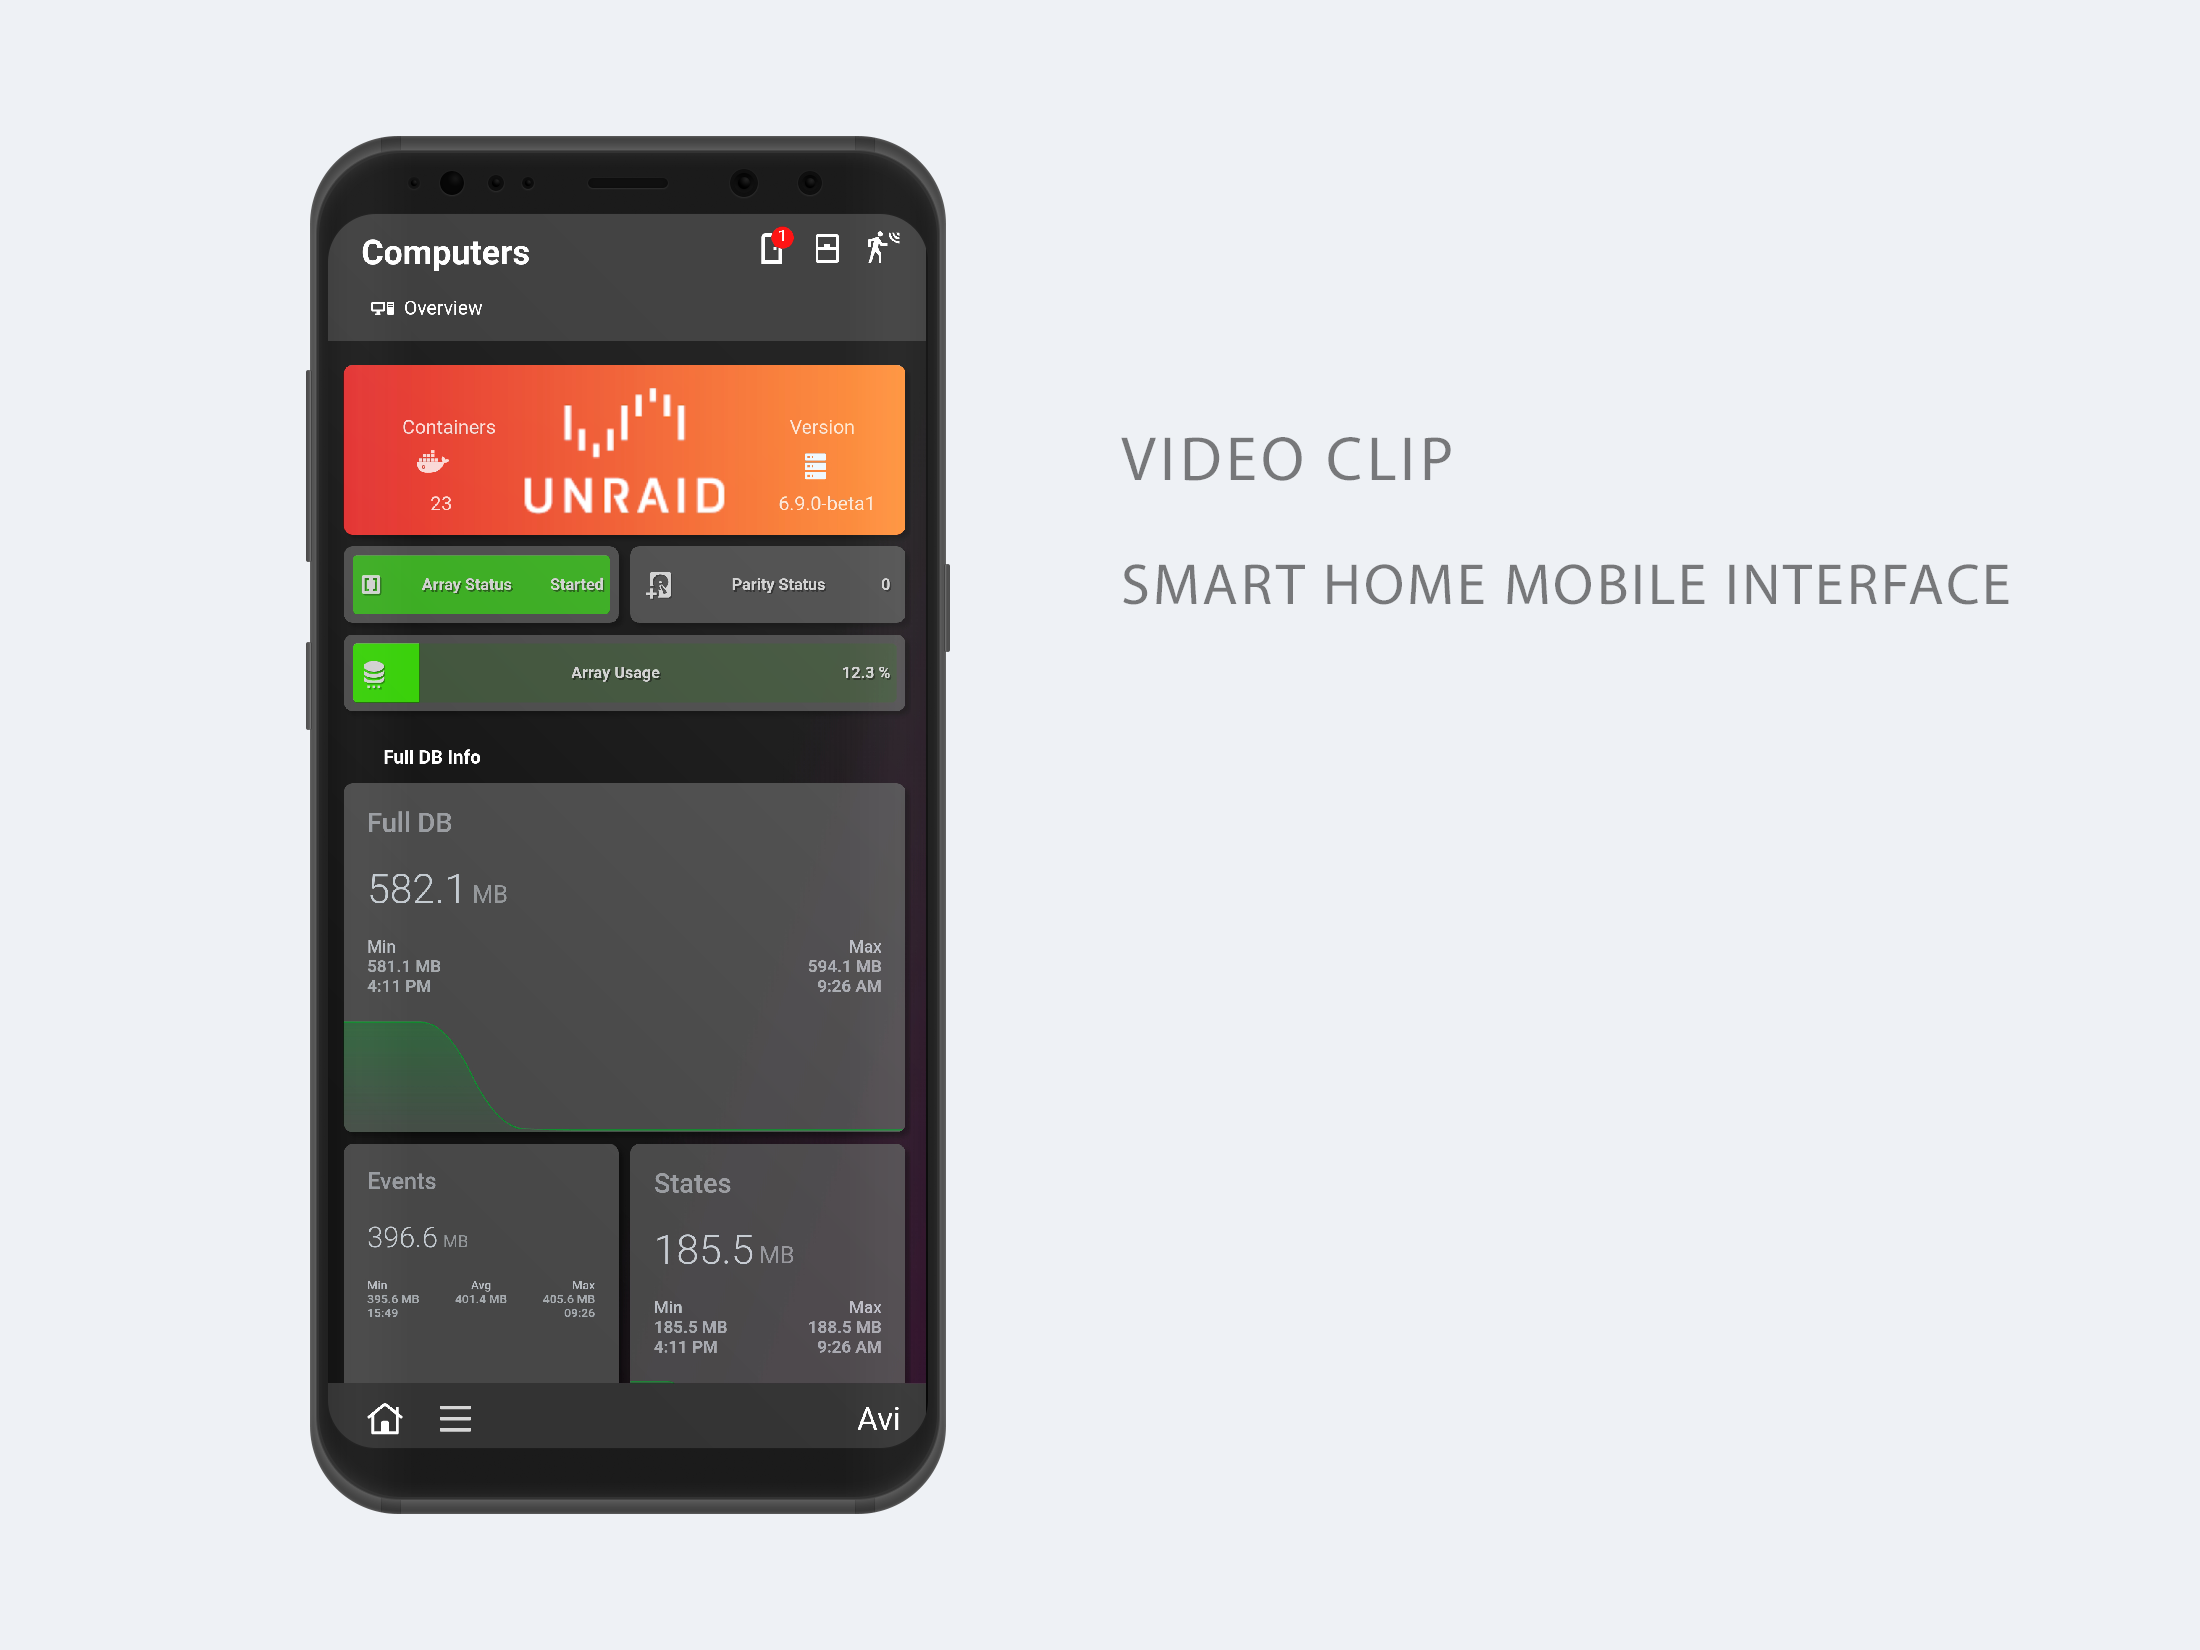 Computers
1
Overview
Containers
23
UNRAID
Version
6.9.0-beta1
Array Status Started
Parity Status 0
Array Usage 12.3 %
Full DB Info
Full DB
582.1 MB
Min Max
581.1 MB 594.1 MB
4:11 PM 9:26 AM
Events
396.6 MB
Min Avg Max
395.6 MB 401.4 MB 405.6 MB
15:49 09:26
States
185.5 MB
Min Max
185.5 MB 188.5 MB
4:11 PM 9:26 AM
Avi
VIDEO CLIP
SMART HOME MOBILE INTERFACE